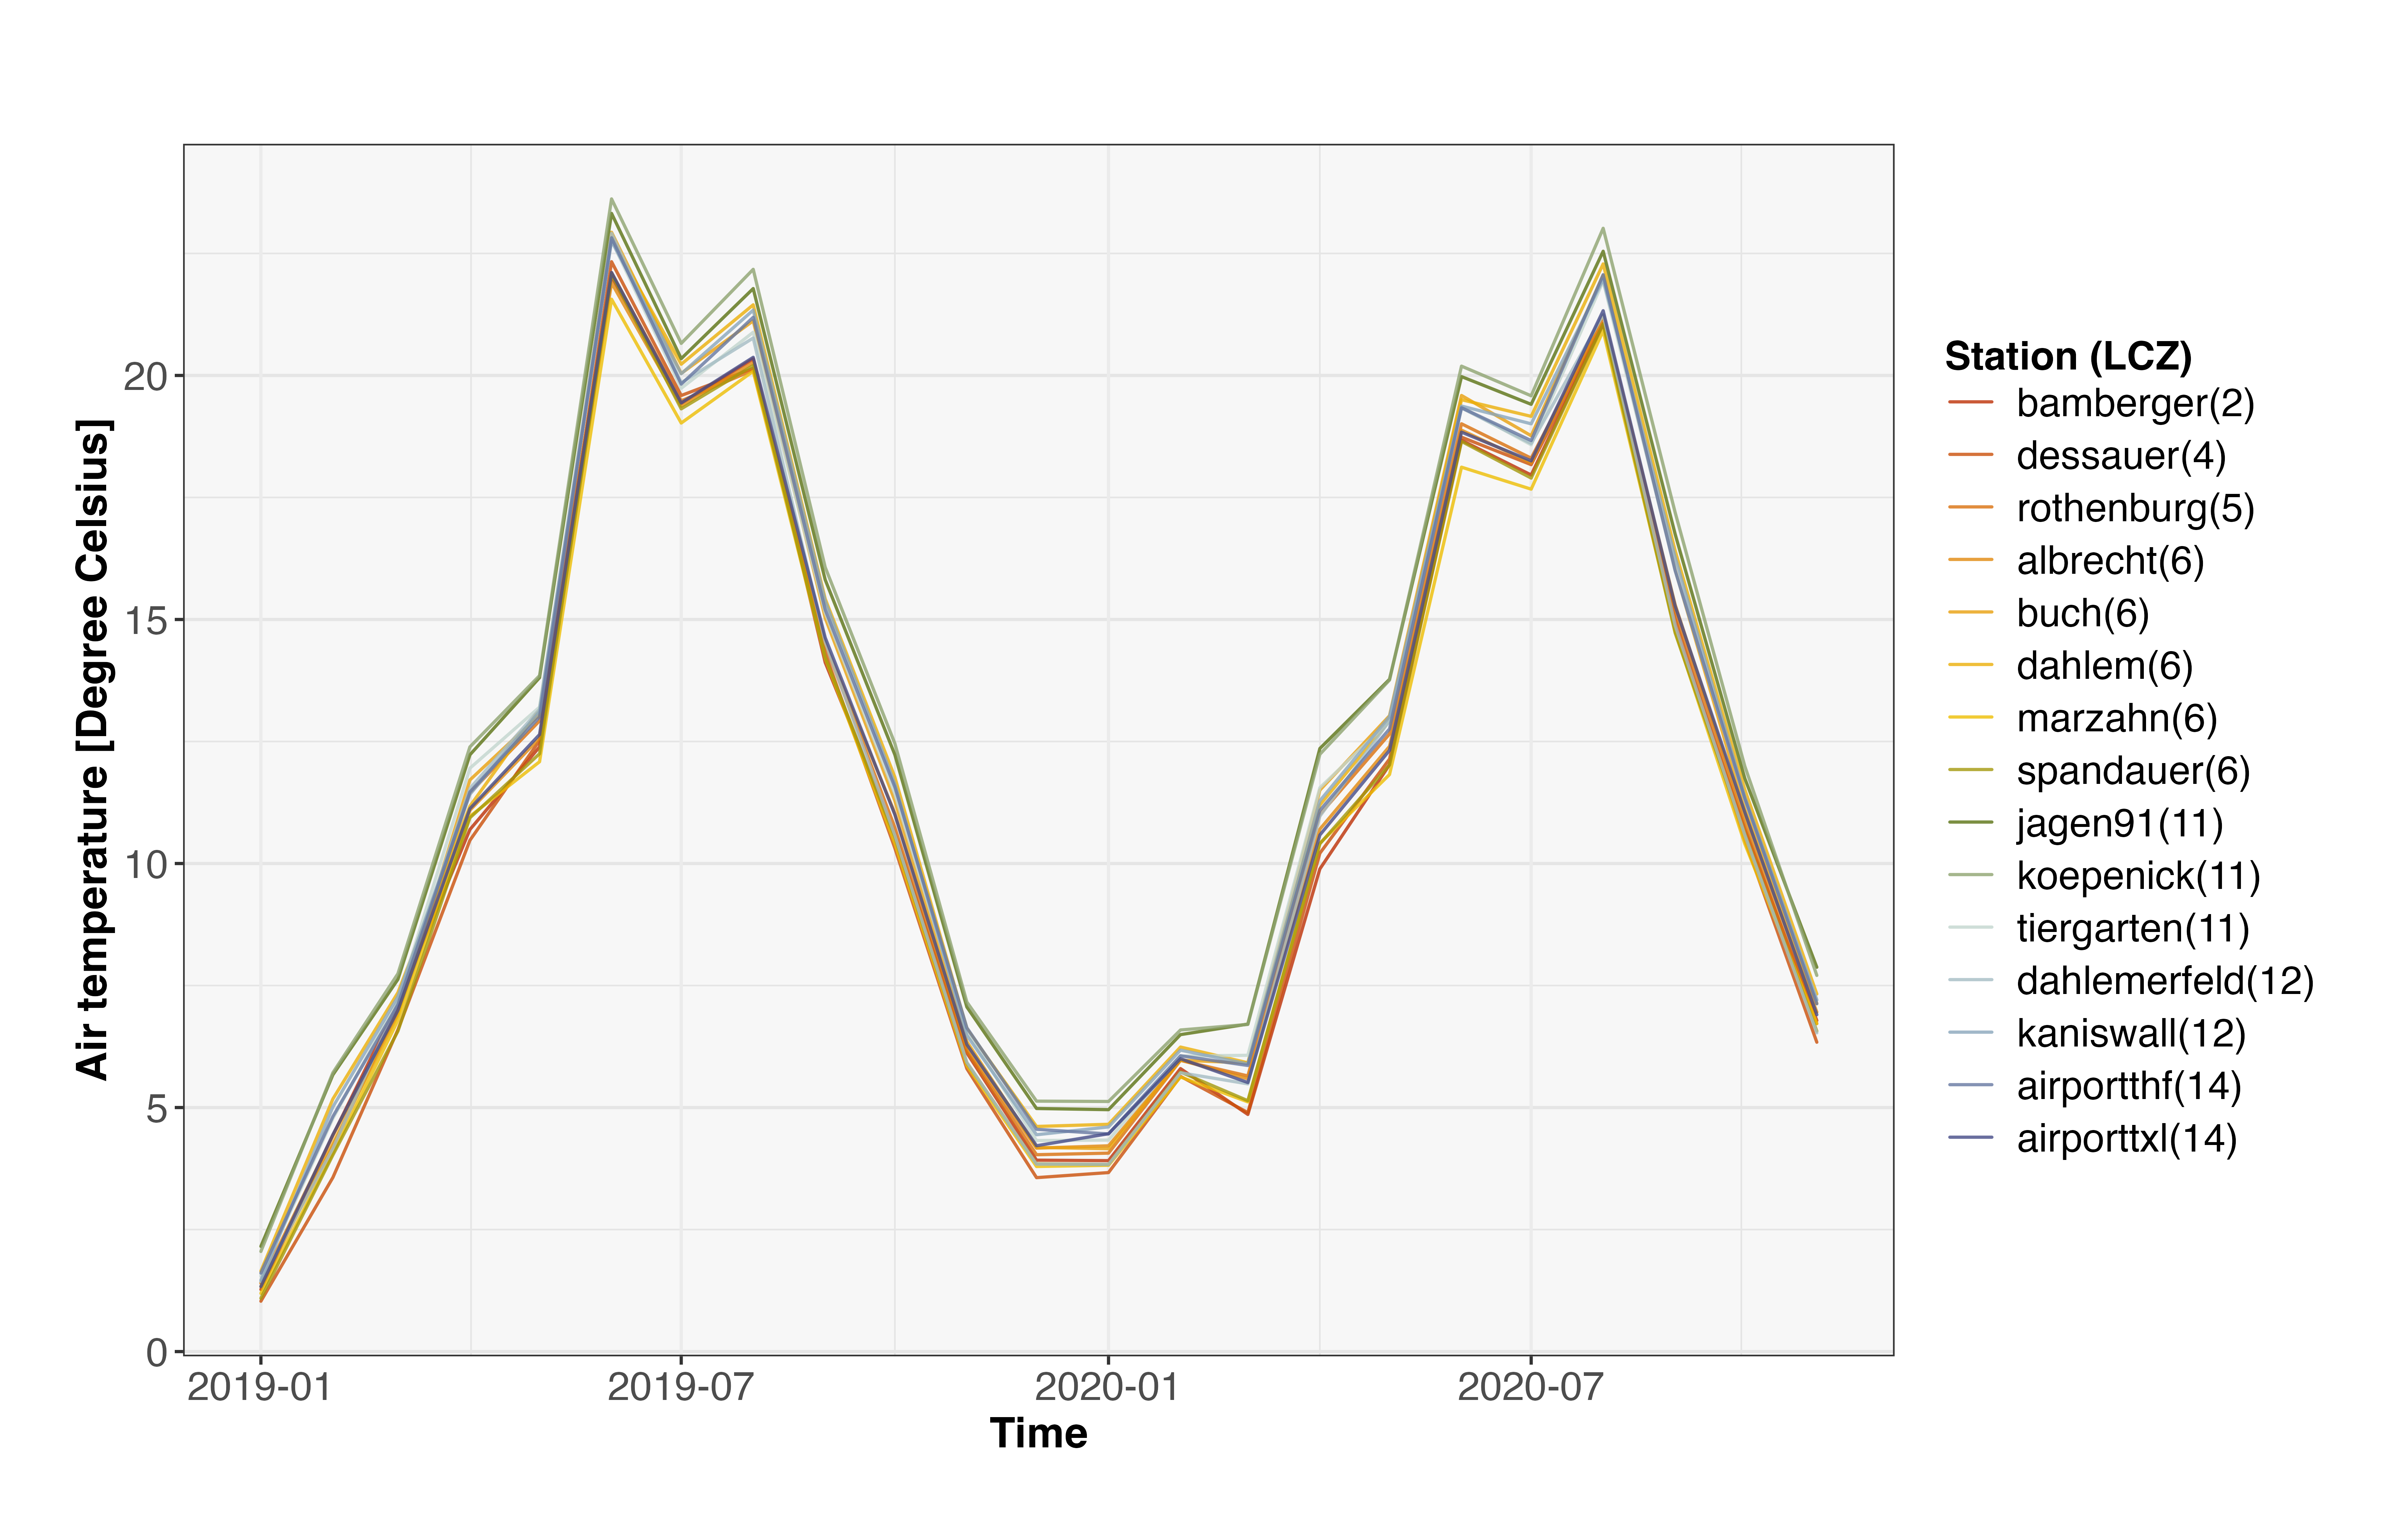 20
15
10
5
0
Air temperature [Degree Celsius]
2019-01
2019-07
2020-01
2020-07
Time
Station (LCZ)
bamberger(2)
dessauer(4)
rothenburg(5)
albrecht(6)
buch(6)
dahlem(6)
marzahn(6)
spandauer(6)
jagen91(11)
koepenick(11)
tiergarten(11)
dahlemerfeld(12)
kaniswall(12)
airportthf(14)
airporttxl(14)